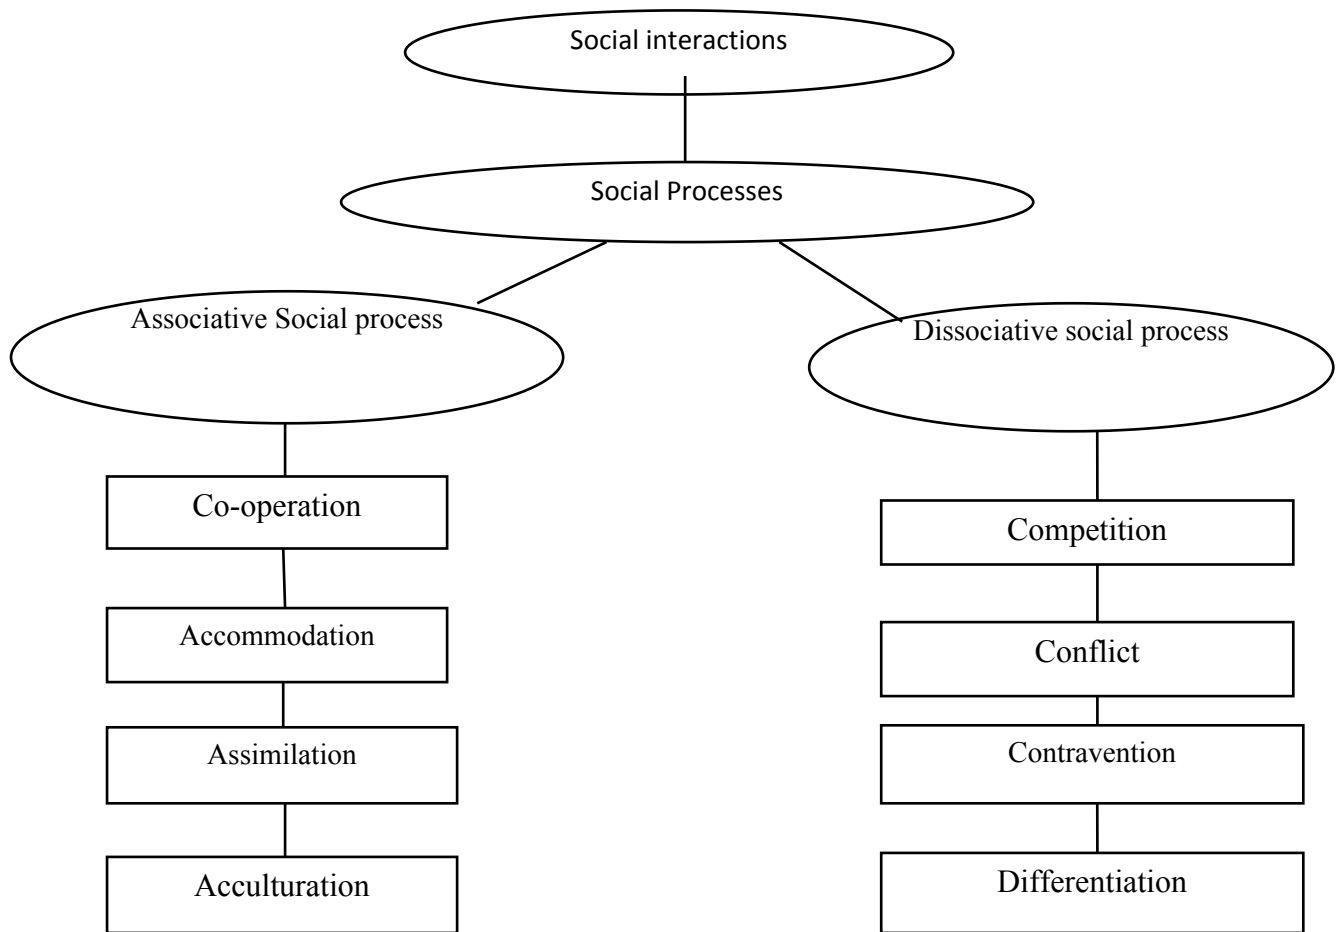 Social interactions
Social Processes
Associative Social process
Dissociative social process
Co-operation
Accommodation
Assimilation
Acculturation
Competition
Conflict
Contravention
Differentiation